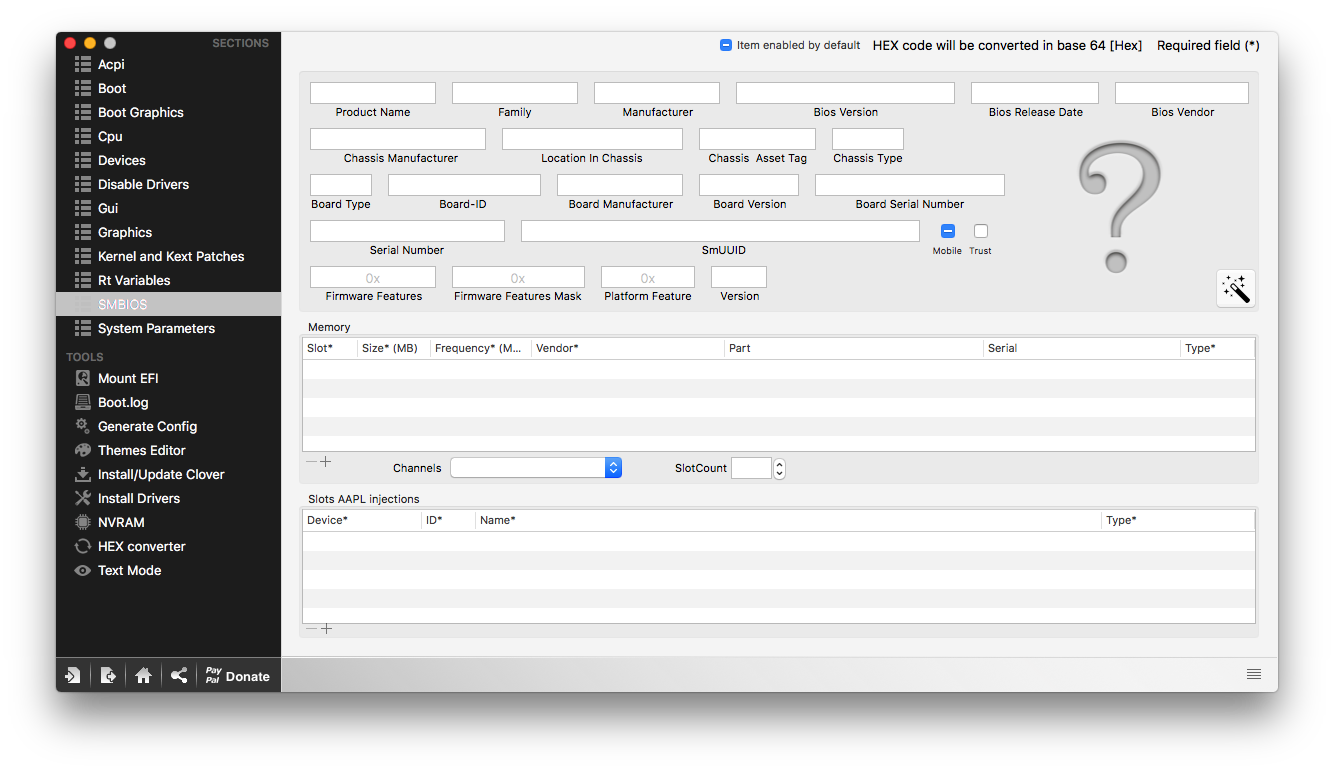 SECTIONS
Acpi
Boot
Boot Graphics
Cpu
Devices
Disable Drivers
Gui
Graphics
Kernel and Kext Patches
Rt Variables
SMBIOS
System Parameters
TOOLS
Mount EFI
Boot.log
Generate Config
Themes Editor
Install/Update Clover
Install Drivers
NVRAM
HEX converter
Text Mode
Pay Pal Donate
Item enabled by default HEX code will be converted in base 64 [Hex] Required field (*)
Product Name Family Manufacturer Bios Version Bios Release Date Bios Vendor
Chassis Manufacturer Location In Chassis Chassis Asset Tag Chassis Type
Board Type Board-ID Board Manufacturer Board Version Board Serial Number
Serial Number SmUUID Mobile Trust
0x 0x 0x
Firmware Features Firmware Features Mask Platform Feature Version
Memory
Slot* Size* (MB) Frequency* (M... Vendor* Part Serial Type*
Channels SlotCount
Slots AAPL injections
Device* ID* Name* Type*